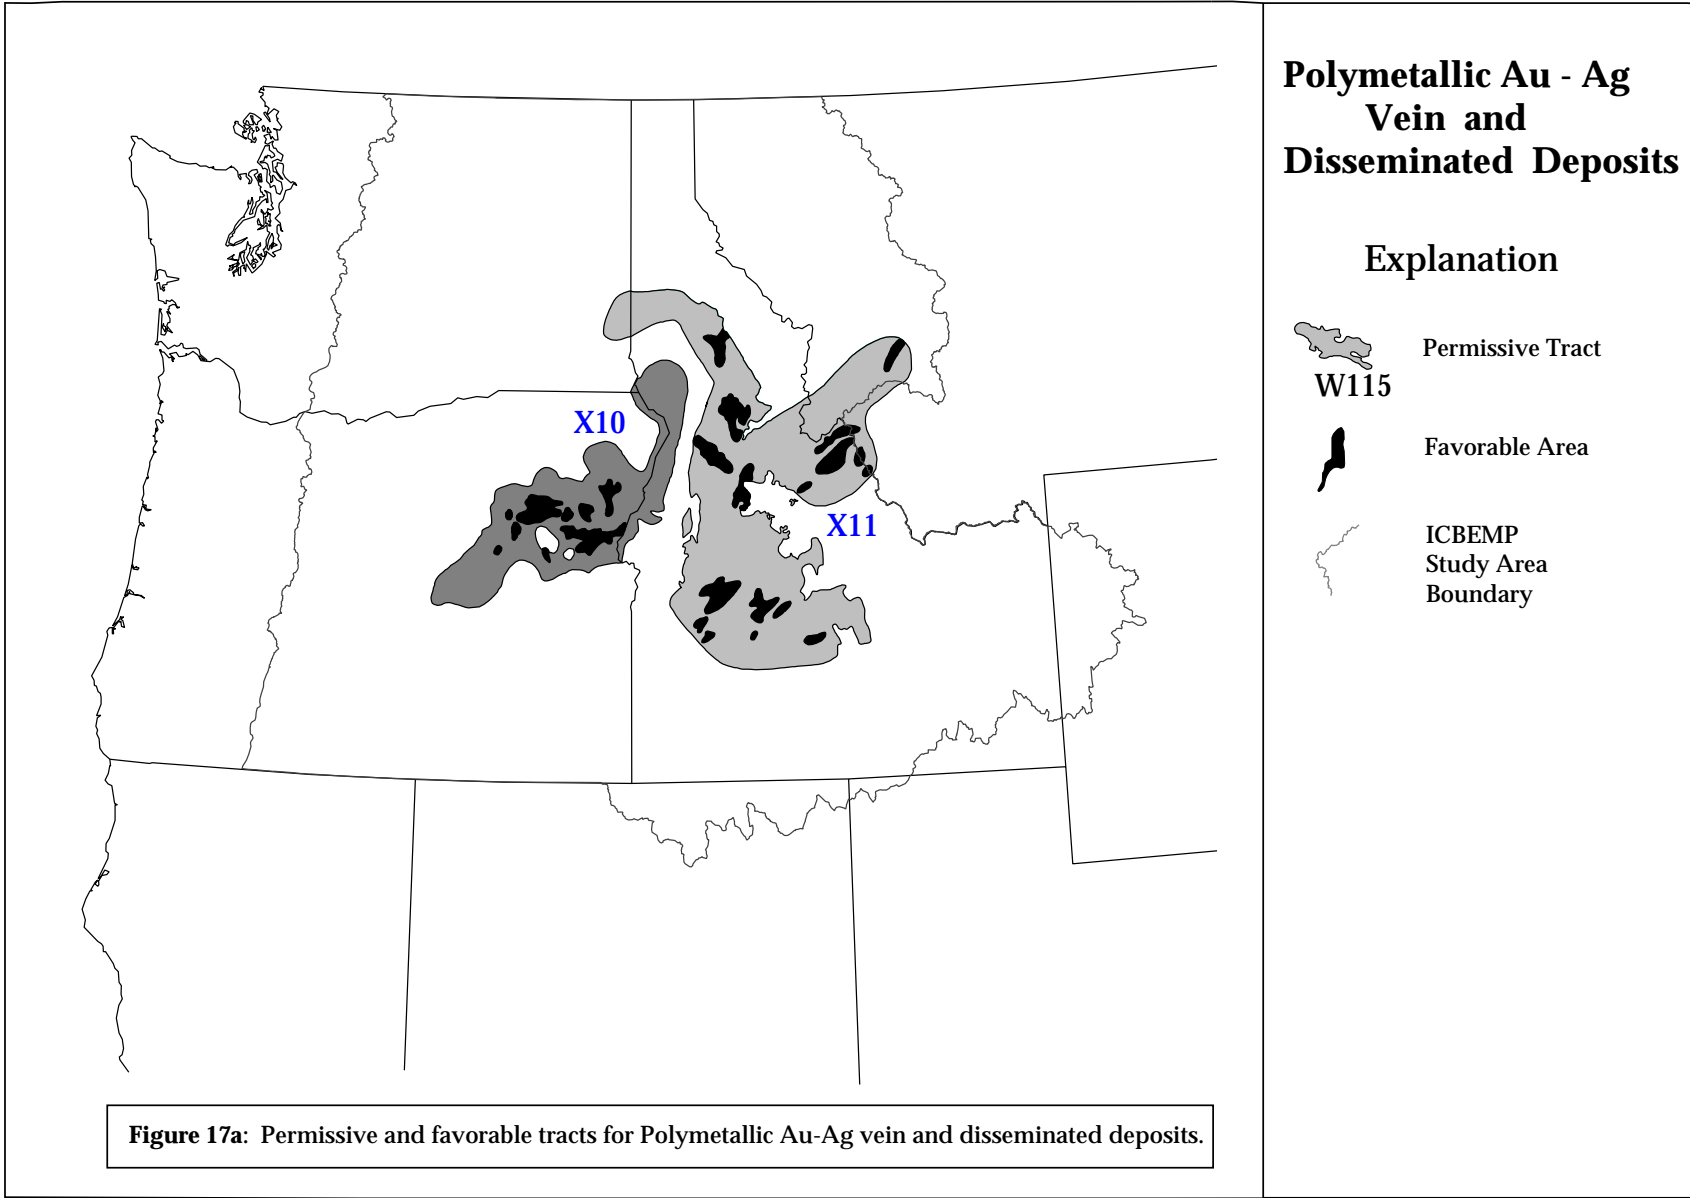 Polymetallic Au - Ag
Vein and
Disseminated Deposits
Explanation
Permissive Tract
W115
Favorable Area
ICBEMP
Study Area
Boundary
X10
X11
Figure 17a: Permissive and favorable tracts for Polymetallic Au-Ag vein and disseminated deposits.